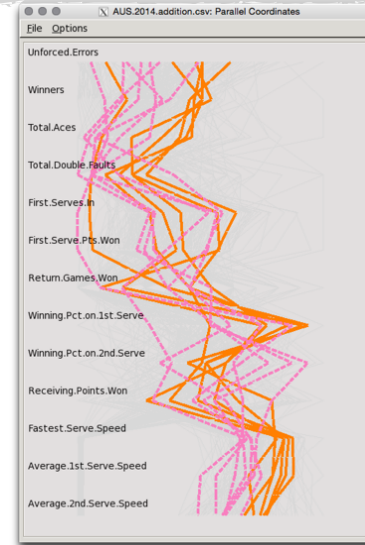 AUS.2014.addition.csv: Parallel Coordinates
File Options
Unforced.Errors
Winners
Total.Aces
Total.Double.Faults
First.Serves.In
First.Serve.Pts.Won
Return.Games.Won
Winning.Pct.on.1st.Serve
Winning.Pct.on.2nd.Serve
Receiving.Points.Won
Fastest.Serve.Speed
Average.1st.Serve.Speed
Average.2nd.Serve.Speed